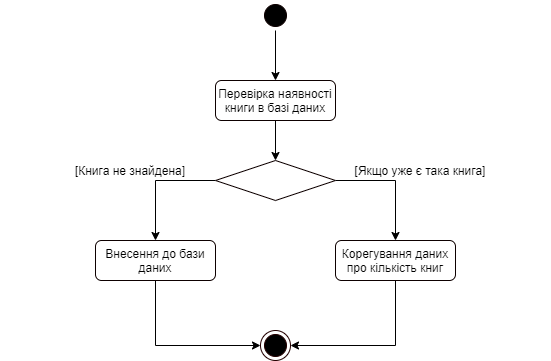 Перевірка наявності
книги в базі даних
[Книга не знайдена]
[Якщо уже є така книга]
Внесення до бази
даних
Корегування даних
про кількість книг